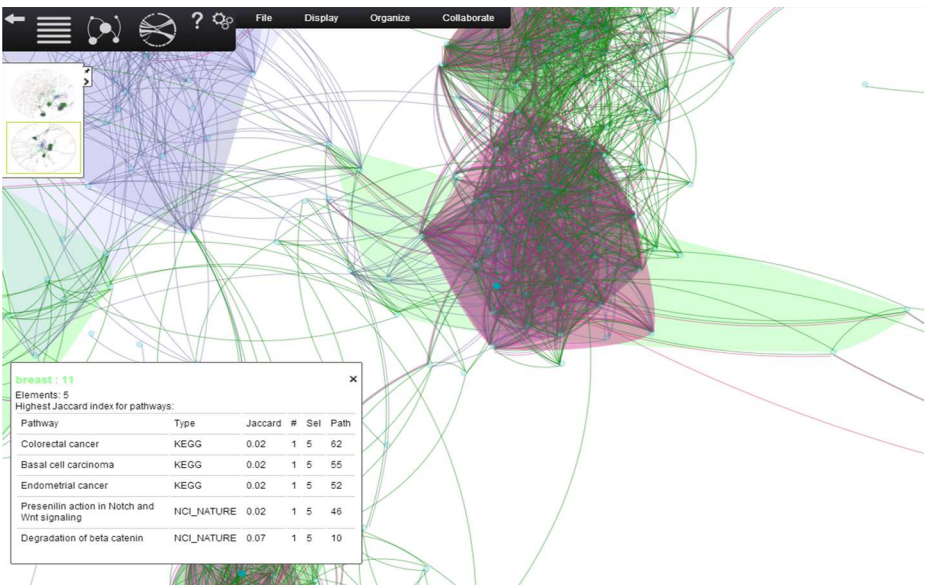 ?
File Display Organize Collaborate
breast : 11
Elements: 5
Highest Jaccard index for pathways:
Pathway Type Jaccard # Sel Path
Colorectal cancer KEGG 0.02 1 5 62
Basal cell carcinoma KEGG 0.02 1 5 55
Endometrial cancer KEGG 0.02 1 5 52
Presenilin action in Notch and
Wnt signaling NCI_NATURE 0.02 1 5 46
Degradation of beta catenin NCI_NATURE 0.07 1 5 10